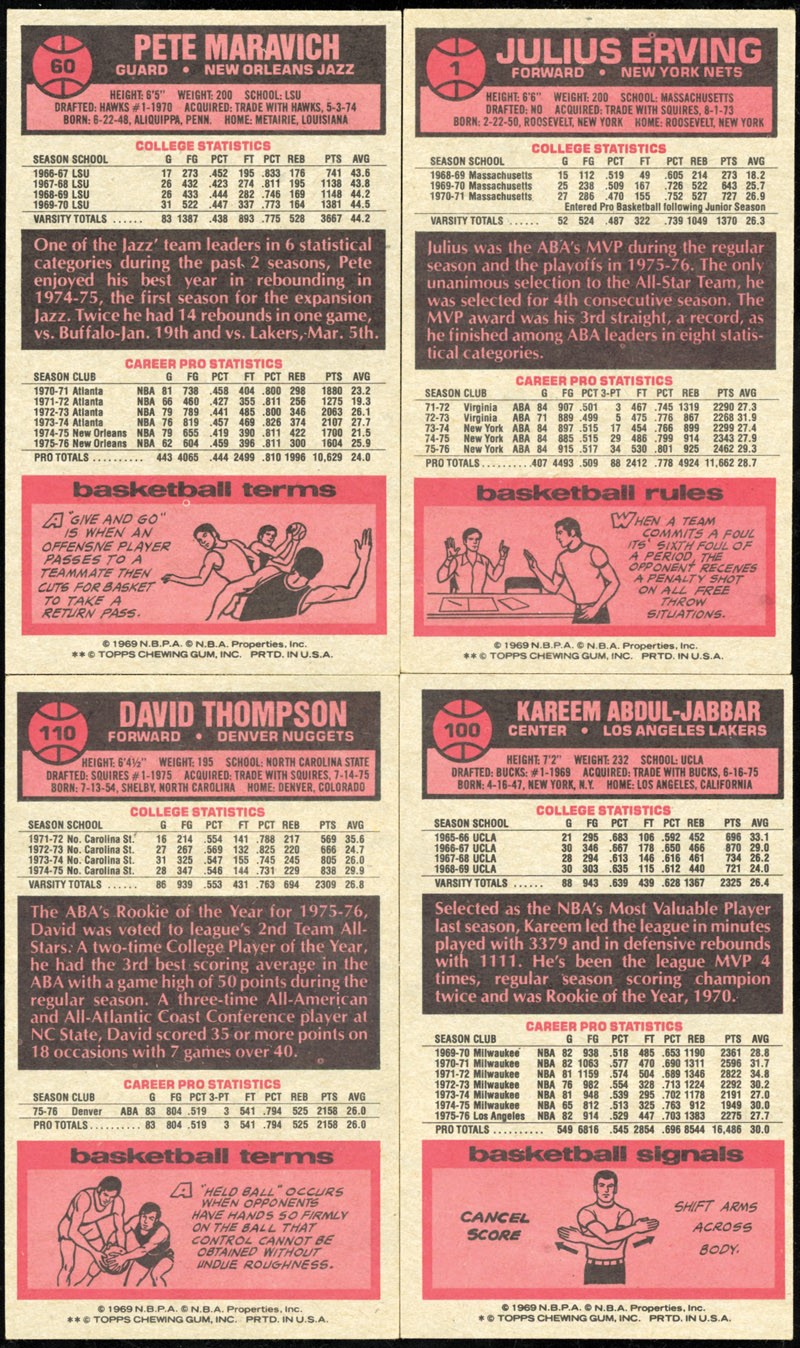 60
PETE MARAVICH
GUARD • NEW ORLEANS JAZZ
HEIGHT: 6'5" WEIGHT: 200 SCHOOL: LSU
DRAFTED: HAWKS #1-1970 ACQUIRED: TRADE WITH HAWKS, 5-3-74
BORN: 6-22-48, ALIQUIPPA, PENN. HOME: METAIRIE, LOUISIANA
COLLEGE STATISTICS
SEASON SCHOOL G FG PCT FT PCT REB PTS AVG
1966-67 LSU 17 273 .452 195 .833 176 741 43.6
1967-68 LSU 26 432 .423 274 .811 195 1138 43.8
1968-69 LSU 26 433 .444 282 .746 169 1148 44.2
1969-70 LSU 31 522 .447 337 .773 164 1381 44.5
VARSITY TOTALS ...... 83 1387 .438 893 .775 528 3667 44.2
One of the Jazz' team leaders in 6 statistical
categories during the past 2 seasons, Pete
enjoyed his best year in rebounding in
1974-75, the first season for the expansion
Jazz. Twice he had 14 rebounds in one game,
vs. Buffalo-Jan. 19th and vs. Lakers,-Mar. 5th.
CAREER PRO STATISTICS
SEASON CLUB G FG PCT FT PCT REB PTS AVG
1970-71 Atlanta NBA 81 738 .458 404 .800 298 1880 23.2
1971-72 Atlanta NBA 66 460 .427 355 .811 256 1275 19.3
1972-73 Atlanta NBA 79 789 .441 485 .800 346 2063 26.1
1973-74 Atlanta NBA 76 819 .457 469 .826 374 2107 27.7
1974-75 New Orleans NBA 79 655 .419 390 .811 422 1700 21.5
1975-76 New Orleans NBA 62 604 .459 396 .811 300 1604 25.9
PRO TOTALS.......... 443 4065 .444 2499 .810 1996 10,629 24.0
basketball terms
A "GIVE AND GO"
IS WHEN AN
OFFENSIVE PLAYER
PASSES TO A
TEAMMATE THEN
CUTS FOR BASKET
TO TAKE A
RETURN PASS.
© 1969 N.B.P.A. © N.B.A. Properties, Inc.
** © TOPPS CHEWING GUM, INC. PRTD. IN U.S.A.
1
JULIUS ERVING
FORWARD • NEW YORK NETS
HEIGHT: 6'6" WEIGHT: 200 SCHOOL: MASSACHUSETTS
DRAFTED: NO ACQUIRED: TRADE WITH SQUIRES, 8-1-73
BORN: 2-22-50, ROOSEVELT, NEW YORK HOME: ROOSEVELT, NEW YORK
COLLEGE STATISTICS
SEASON SCHOOL G FG PCT FT PCT REB PTS AVG
1968-69 Massachusetts 15 112 .519 49 .605 214 273 18.2
1969-70 Massachusetts 25 238 .509 167 .726 522 643 25.7
1970-71 Massachusetts 27 286 .470 155 .752 527 727 26.9
Entered Pro Basketball following Junior Season
VARSITY TOTALS ...... 52 524 .487 322 .739 1049 1370 26.3
Julius was the ABA's MVP during the regular
season and the playoffs in 1975-76. The only
unanimous selection to the All-Star Team, he
was selected for 4th consecutive season. The
MVP award was his 3rd straight, a record, as
he finished among ABA leaders in eight statis-
tical categories.
CAREER PRO STATISTICS
SEASON CLUB G FG PCT 3-PT FT PCT REB PTS AVG
71-72 Virginia ABA 84 907 .501 3 467 .745 1319 2290 27.3
72-73 Virginia ABA 71 889 .499 5 475 .776 867 2268 31.9
73-74 New York ABA 84 897 .515 17 454 .766 899 2299 27.4
74-75 New York ABA 84 885 .515 29 486 .799 914 2343 27.9
75-76 New York ABA 84 915 .517 34 530 .801 925 2462 29.3
PRO TOTALS..........407 4493 .509 88 2412 .778 4924 11,662 28.7
basketball rules
WHEN A TEAM
COMMITS A FOUL
ITS' SIXTH FOUL OF
A PERIOD, THE
OPPONENT RECEIVES
A PENALTY SHOT
ON ALL FREE
THROW
SITUATIONS.
© 1969 N.B.P.A. © N.B.A. Properties, Inc.
** © TOPPS CHEWING GUM, INC. PRTD. IN U.S.A.
110
DAVID THOMPSON
FORWARD • DENVER NUGGETS
HEIGHT: 6'4½" WEIGHT: 195 SCHOOL: NORTH CAROLINA STATE
DRAFTED: SQUIRES #1-1975 ACQUIRED: TRADE WITH SQUIRES, 7-14-75
BORN: 7-13-54, SHELBY, NORTH CAROLINA HOME: DENVER, COLORADO
COLLEGE STATISTICS
SEASON SCHOOL G FG PCT FT PCT REB PTS AVG
1971-72 No. Carolina St. 16 214 .554 141 .788 217 569 35.6
1972-73 No. Carolina St. 27 267 .569 132 .825 220 666 24.7
1973-74 No. Carolina St. 31 325 .547 155 .745 245 805 26.0
1974-75 No. Carolina St. 28 347 .546 144 .731 229 838 29.9
VARSITY TOTALS ...... 86 939 .553 431 .763 694 2309 26.8
The ABA's Rookie of the Year for 1975-76,
David was voted to league's 2nd Team All-
Stars. A two-time College Player of the Year,
he had the 3rd best scoring average in the
ABA with a game high of 50 points during the
regular season. A three-time All-American
and All-Atlantic Coast Conference player at
NC State, David scored 35 or more points on
18 occasions with 7 games over 40.
CAREER PRO STATISTICS
SEASON CLUB G FG PCT 3-PT FT PCT REB PTS AVG
75-76 Denver ABA 83 804 .519 3 541 .794 525 2158 26.0
PRO TOTALS.......... 83 804 .519 3 541 .794 525 2158 26.0
basketball terms
A "HELD BALL" OCCURS
WHEN OPPONENTS
HAVE HANDS SO FIRMLY
ON THE BALL THAT
CONTROL CANNOT BE
OBTAINED WITHOUT
UNDUE ROUGHNESS.
© 1969 N.B.P.A. © N.B.A. Properties, Inc.
** © TOPPS CHEWING GUM, INC. PRTD. IN U.S.A.
100
KAREEM ABDUL-JABBAR
CENTER • LOS ANGELES LAKERS
HEIGHT: 7'2" WEIGHT: 232 SCHOOL: UCLA
DRAFTED: BUCKS: #1-1969 ACQUIRED: TRADE WITH BUCKS, 6-16-75
BORN: 4-16-47, NEW YORK, N.Y. HOME: LOS ANGELES, CALIFORNIA
COLLEGE STATISTICS
SEASON SCHOOL G FG PCT FT PCT REB PTS AVG
1965-66 UCLA 21 295 .683 106 .592 452 696 33.1
1966-67 UCLA 30 346 .667 178 .650 466 870 29.0
1967-68 UCLA 28 294 .613 146 .616 461 734 26.2
1968-69 UCLA 30 303 .635 115 .612 440 721 24.0
VARSITY TOTALS ...... 88 943 .639 439 .628 1367 2325 26.4
Selected as the NBA's Most Valuable Player
last season, Kareem led the league in minutes
played with 3379 and in defensive rebounds
with 1111. He's been the league MVP 4
times, regular season scoring champion
twice and was Rookie of the Year, 1970.
CAREER PRO STATISTICS
SEASON CLUB G FG PCT FT PCT REB PTS AVG
1969-70 Milwaukee NBA 82 938 .518 485 .653 1190 2361 28.8
1970-71 Milwaukee NBA 82 1063 .577 470 .690 1311 2596 31.7
1971-72 Milwaukee NBA 81 1159 .574 504 .689 1346 2822 34.8
1972-73 Milwaukee NBA 76 982 .554 328 .713 1224 2292 30.2
1973-74 Milwaukee NBA 81 948 .539 295 .702 1178 2191 27.0
1974-75 Milwaukee NBA 65 812 .513 325 .763 912 1949 30.0
1975-76 Los Angeles NBA 82 914 .529 447 .703 1383 2275 27.7
PRO TOTALS.......... 549 6816 .545 2854 .696 8544 16,486 30.0
basketball signals
CANCEL
SCORE
SHIFT ARMS
ACROSS
BODY.
© 1969 N.B.P.A. © N.B.A. Properties, Inc.
* © TOPPS CHEWING GUM, INC. PRTD. IN U.S.A.